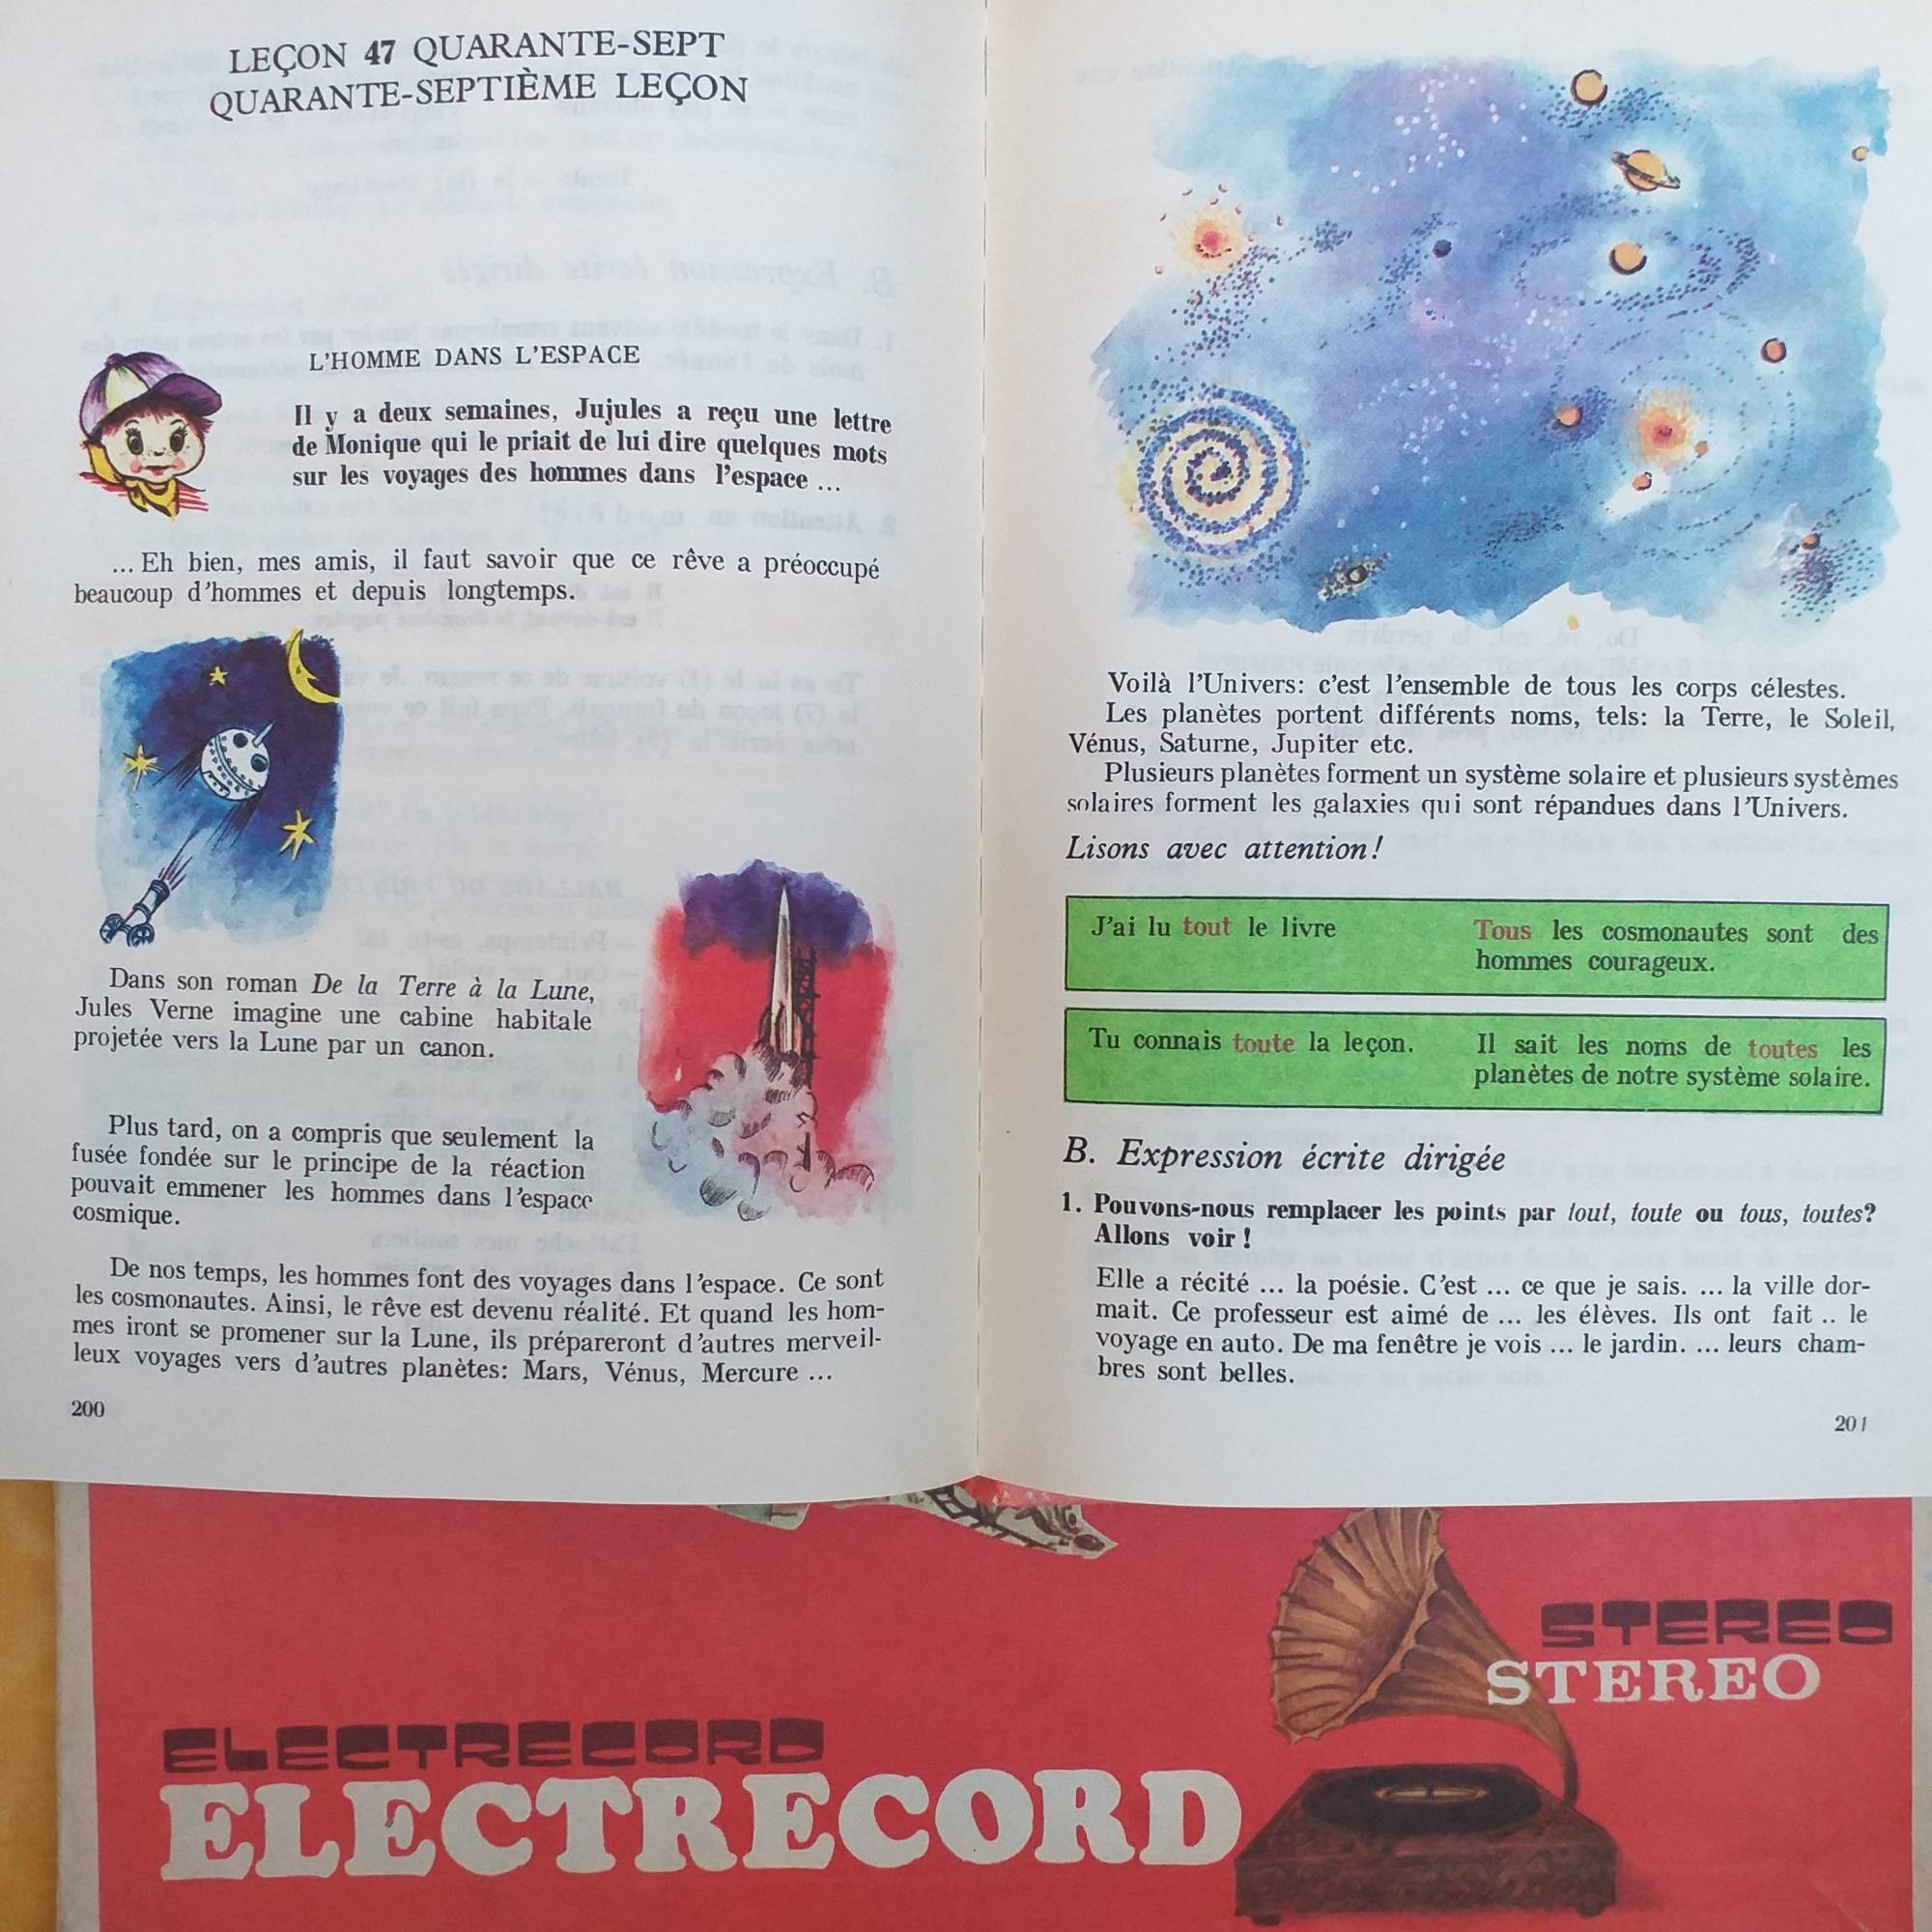 LEÇON 47 QUARANTE-SEPT
QUARANTE-SEPTIÈME LEÇON
L'HOMME DANS L'ESPACE
Il y a deux semaines, Jujules a reçu une lettre
de Monique qui le priait de lui dire quelques mots
sur les voyages des hommes dans l'espace ...
... Eh bien, mes amis, il faut savoir que ce rêve a préoccupé
beaucoup d'hommes et depuis longtemps.
Dans son roman De la Terre à la Lune,
Jules Verne imagine une cabine habitale
projetée vers la Lune par un canon.
Plus tard, on a compris que seulement la
fusée fondée sur le principe de la réaction
pouvait emmener les hommes dans l'espace
cosmique.
De nos temps, les hommes font des voyages dans l'espace. Ce sont
les cosmonautes. Ainsi, le rêve est devenu réalité. Et quand les hom-
mes iront se promener sur la Lune, ils prépareront d'autres merveil-
leux voyages vers d'autres planètes: Mars, Vénus, Mercure ...
200
Voilà l'Univers: c'est l'ensemble de tous les corps célestes.
Les planètes portent différents noms, tels: la Terre, le Soleil,
Vénus, Saturne, Jupiter etc.
Plusieurs planètes forment un système solaire et plusieurs systèmes
solaires forment les galaxies qui sont répandues dans l'Univers.
Lisons avec attention!
J'ai lu tout le livre
Tous les cosmonautes sont des
hommes courageux.
Tu connais toute la leçon.
Il sait les noms de toutes les
planètes de notre système solaire.
B. Expression écrite dirigée
1. Pouvons-nous remplacer les points par tout, toute ou tous, toutes?
Allons voir!
Elle a récité ... la poésie. C'est ... ce que je sais. ... la ville dor-
mait. Ce professeur est aimé de ... les élèves. Ils ont fait .. le
voyage en auto. De ma fenêtre je vois ... le jardin. ... leurs cham-
bres sont belles.
201
STEREO
STEREO
ELECTRECORD
ELECTRECORD